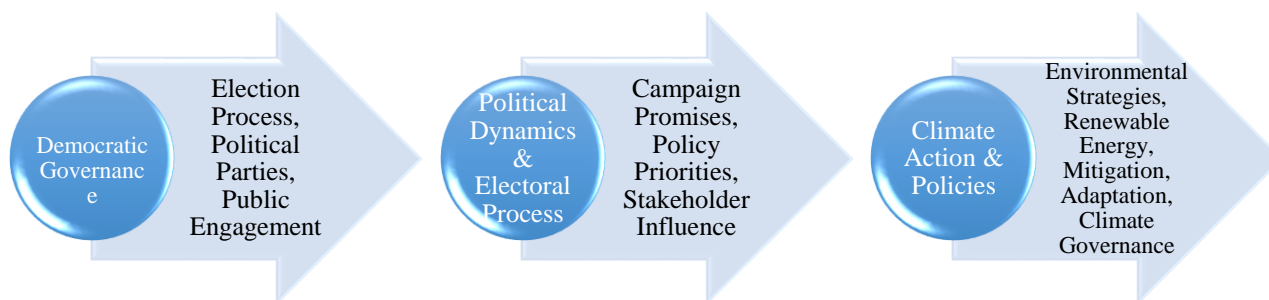 Democratic
Governanc
e
Election
Process,
Political
Parties,
Public
Engagement
Political
Dynamics
&
Electoral
Process
Campaign
Promises,
Policy
Priorities,
Stakeholder
Influence
Climate
Action &
Policies
Environmental
Strategies,
Renewable
Energy,
Mitigation,
Adaptation,
Climate
Governance